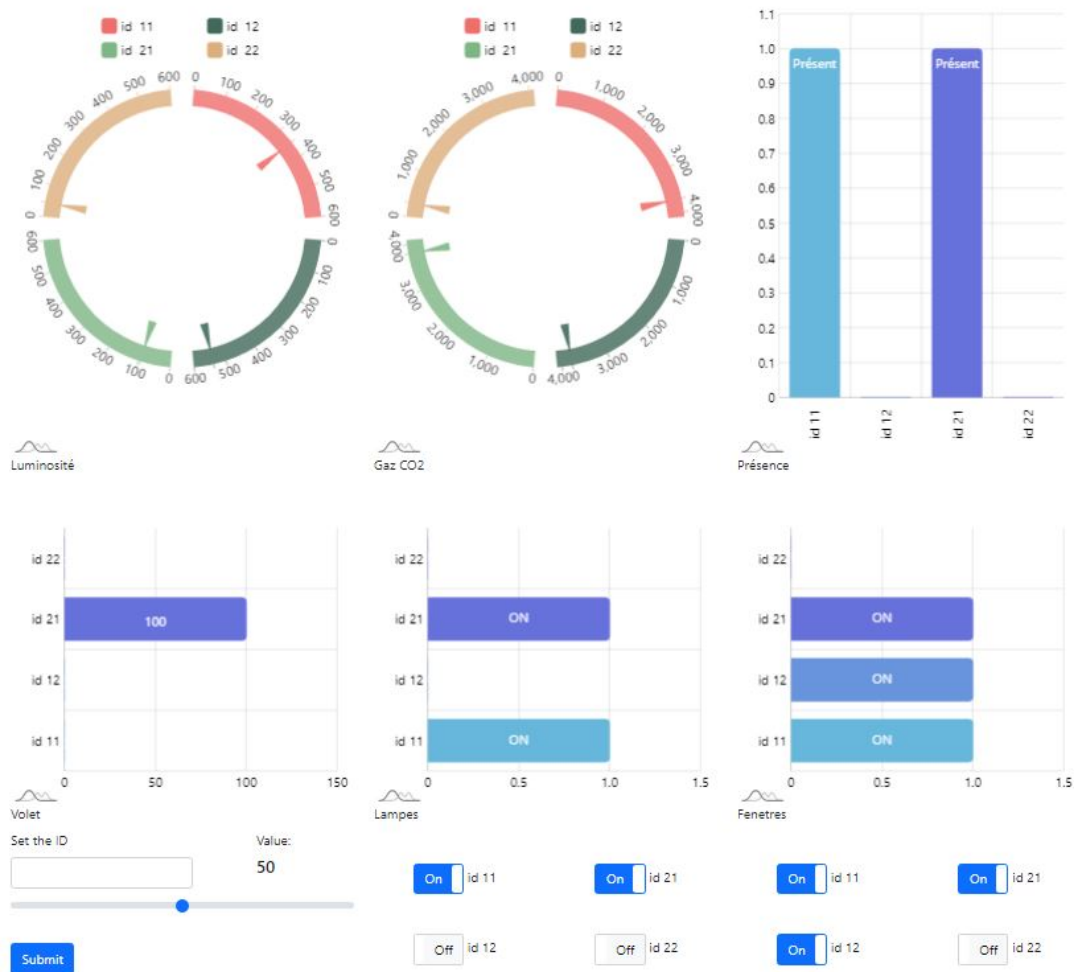 id 11 id 12
id 21 id 22
0 100 200 300 400 500 600
0 100 200 300 400 500 600
0 100 200 300 400 500 600
0 100 200 300 400 500 600
Luminosité
id 11 id 12
id 21 id 22
0 1,000 2,000 3,000 4,000
0 1,000 2,000 3,000 4,000
0 1,000 2,000 3,000 4,000
0 1,000 2,000 3,000 4,000
Gaz CO2
1.1
1.0
0.9
0.8
0.7
0.6
0.5
0.4
0.3
0.2
0.1
0
Présent Présent
id 11 id 12 id 21 id 22
Présence
id 22
id 21 100
id 12
id 11
0 50 100 150
Volet
id 22
id 21 ON
id 12
id 11 ON
0 0.5 1.0 1.5
Lampes
id 22
id 21 ON
id 12 ON
id 11 ON
0 0.5 1.0 1.5
Fenetres
Set the ID Value:
50
Submit
On id 11 On id 21
Off id 12 Off id 22
On id 11 On id 21
On id 12 Off id 22